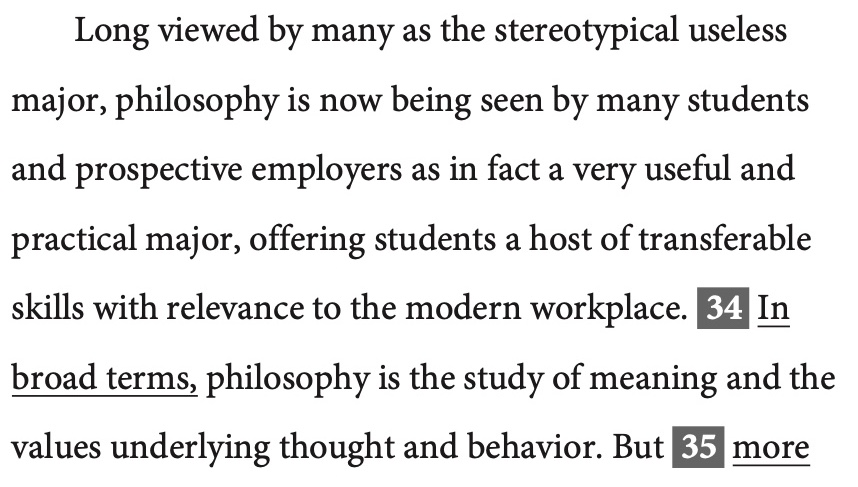 Long viewed by many as the stereotypical useless
major, philosophy is now being seen by many students
and prospective employers as in fact a very useful and
practical major, offering students a host of transferable
skills with relevance to the modern workplace. 34 In
broad terms, philosophy is the study of meaning and the
values underlying thought and behavior. But 35 more